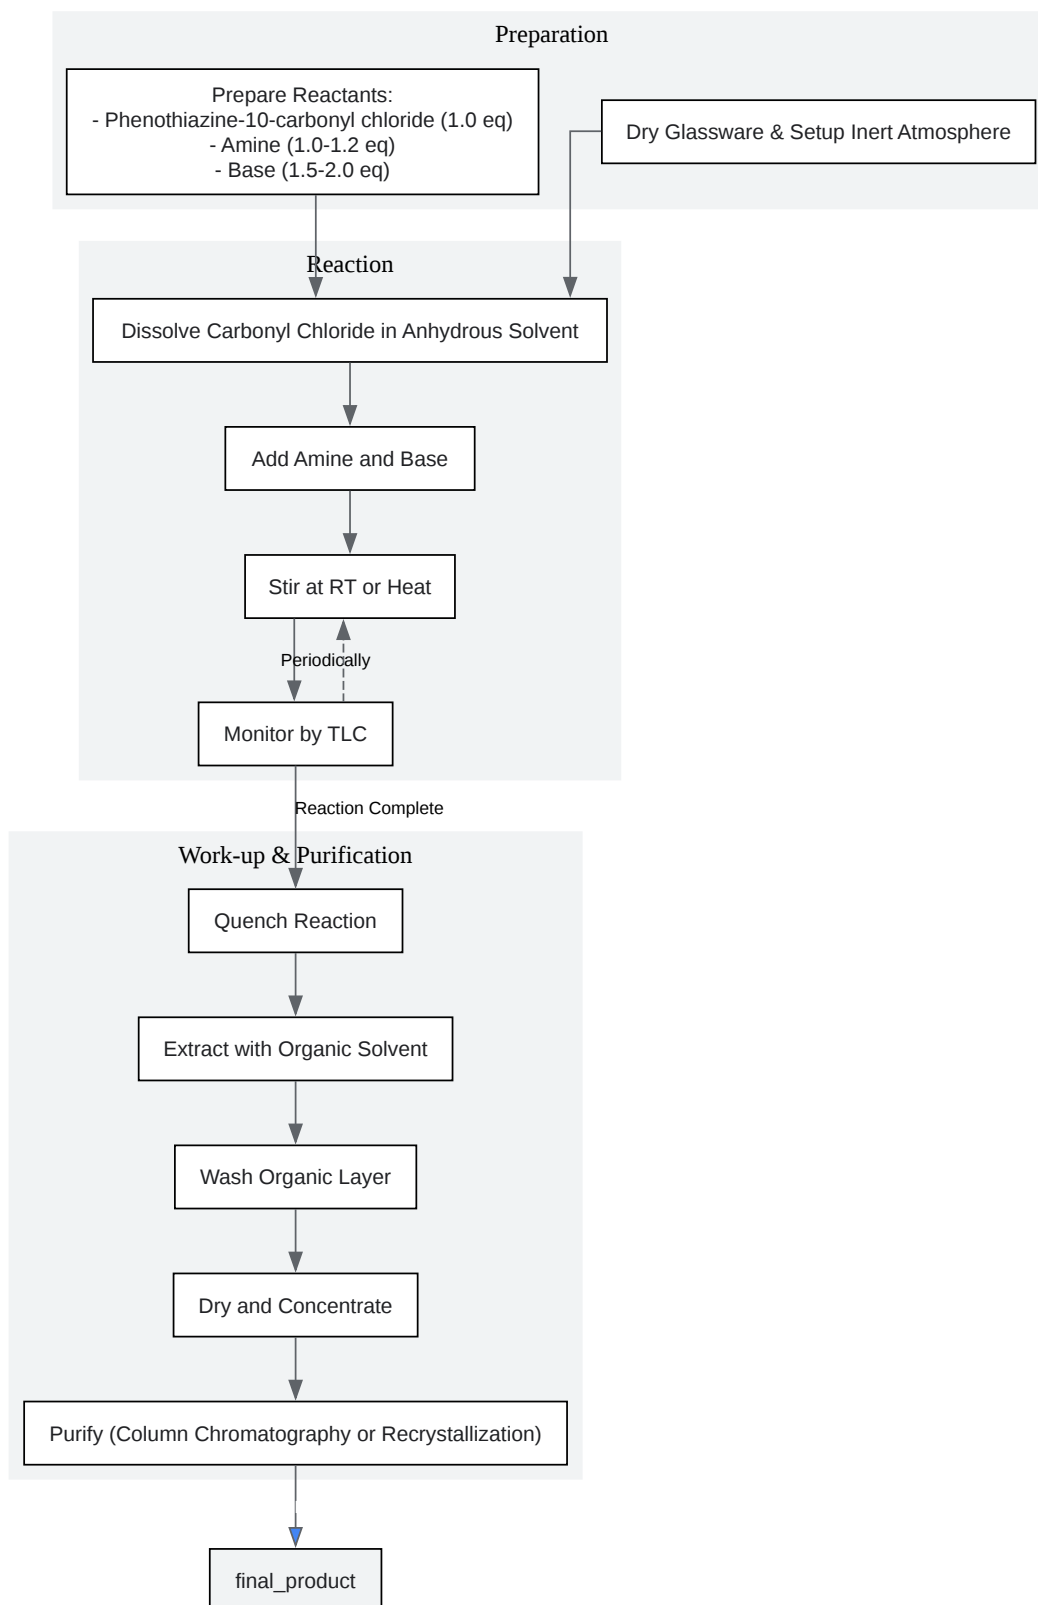 Preparation
Prepare Reactants:
- Phenothiazine-10-carbonyl chloride (1.0 eq)
- Amine (1.0-1.2 eq)
- Base (1.5-2.0 eq)
Dry Glassware & Setup Inert Atmosphere
Reaction
Dissolve Carbonyl Chloride in Anhydrous Solvent
Add Amine and Base
Stir at RT or Heat
Periodically
Monitor by TLC
Reaction Complete
Work-up & Purification
Quench Reaction
Extract with Organic Solvent
Wash Organic Layer
Dry and Concentrate
Purify (Column Chromatography or Recrystallization)
final_product